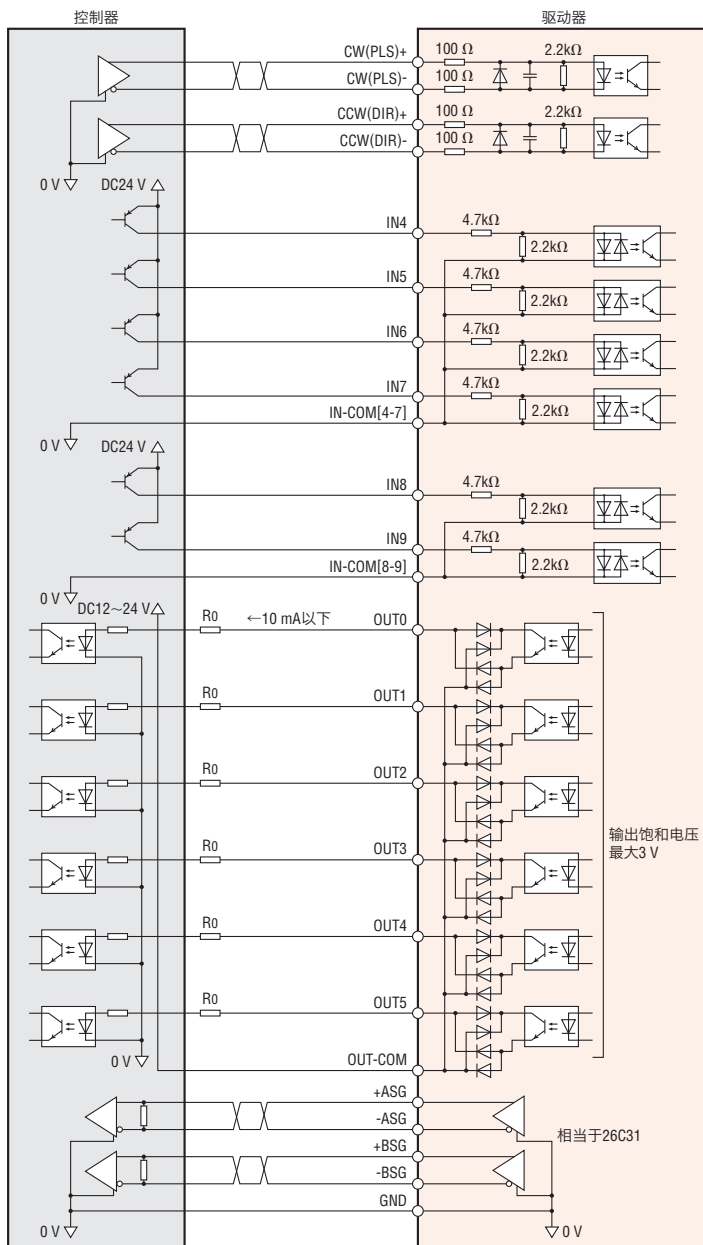 控制器
驱动器
CW(PLS)+
100 Ω
2.2kΩ
CW(PLS)-
100 Ω
CCW(DIR)+
100 Ω
2.2kΩ
CCW(DIR)-
100 Ω
0 V
DC24 V
IN4
4.7kΩ
2.2kΩ
IN5
4.7kΩ
2.2kΩ
IN6
4.7kΩ
2.2kΩ
IN7
4.7kΩ
IN-COM[4-7]
2.2kΩ
0 V
DC24 V
IN8
4.7kΩ
2.2kΩ
IN9
4.7kΩ
IN-COM[8-9]
2.2kΩ
0 V
DC12~24 V
R0
←10 mA以下
OUT0
R0
OUT1
R0
OUT2
R0
OUT3
输出饱和电压
最大3 V
R0
OUT4
R0
OUT5
0 V
OUT-COM
+ASG
-ASG
相当于26C31
+BSG
-BSG
GND
0 V
0 V